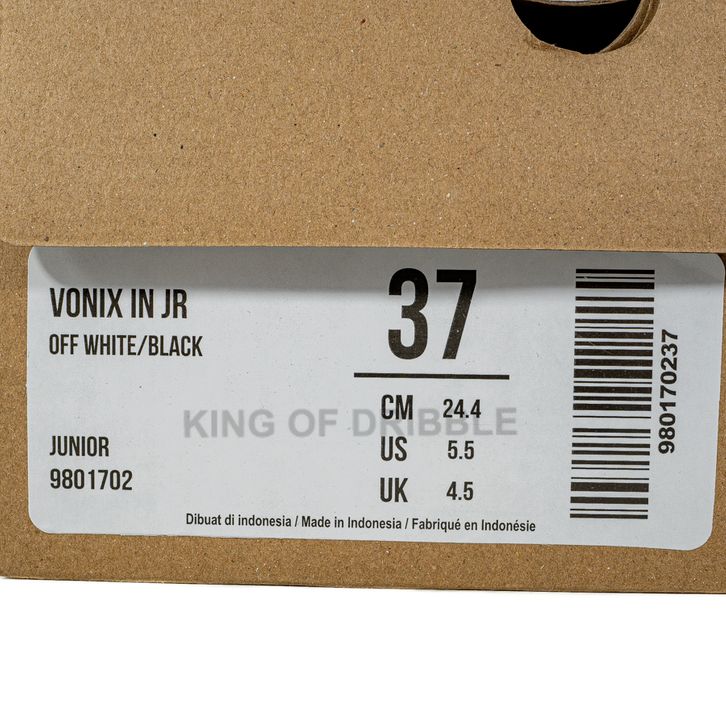 VONIX IN JR
OFF WHITE/BLACK
JUNIOR
9801702
37
CM 24.4
US 5.5
UK 4.5
KING OF DRIBBLE
Dibuat di indonesia / Made in Indonesia / Fabriqué en Indonésie
980170237